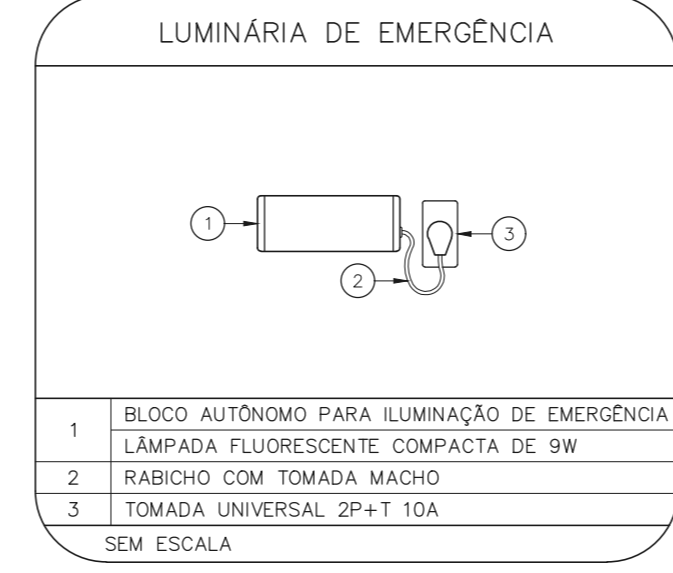 LUMINÁRIA DE EMERGÊNCIA
1
3
2
1
BLOCO AUTÔNOMO PARA ILUMINAÇÃO DE EMERGÊNCIA
LÂMPADA FLUORESCENTE COMPACTA DE 9W
2 RABICHO COM TOMADA MACHO
3 TOMADA UNIVERSAL 2P+T 10A
SEM ESCALA